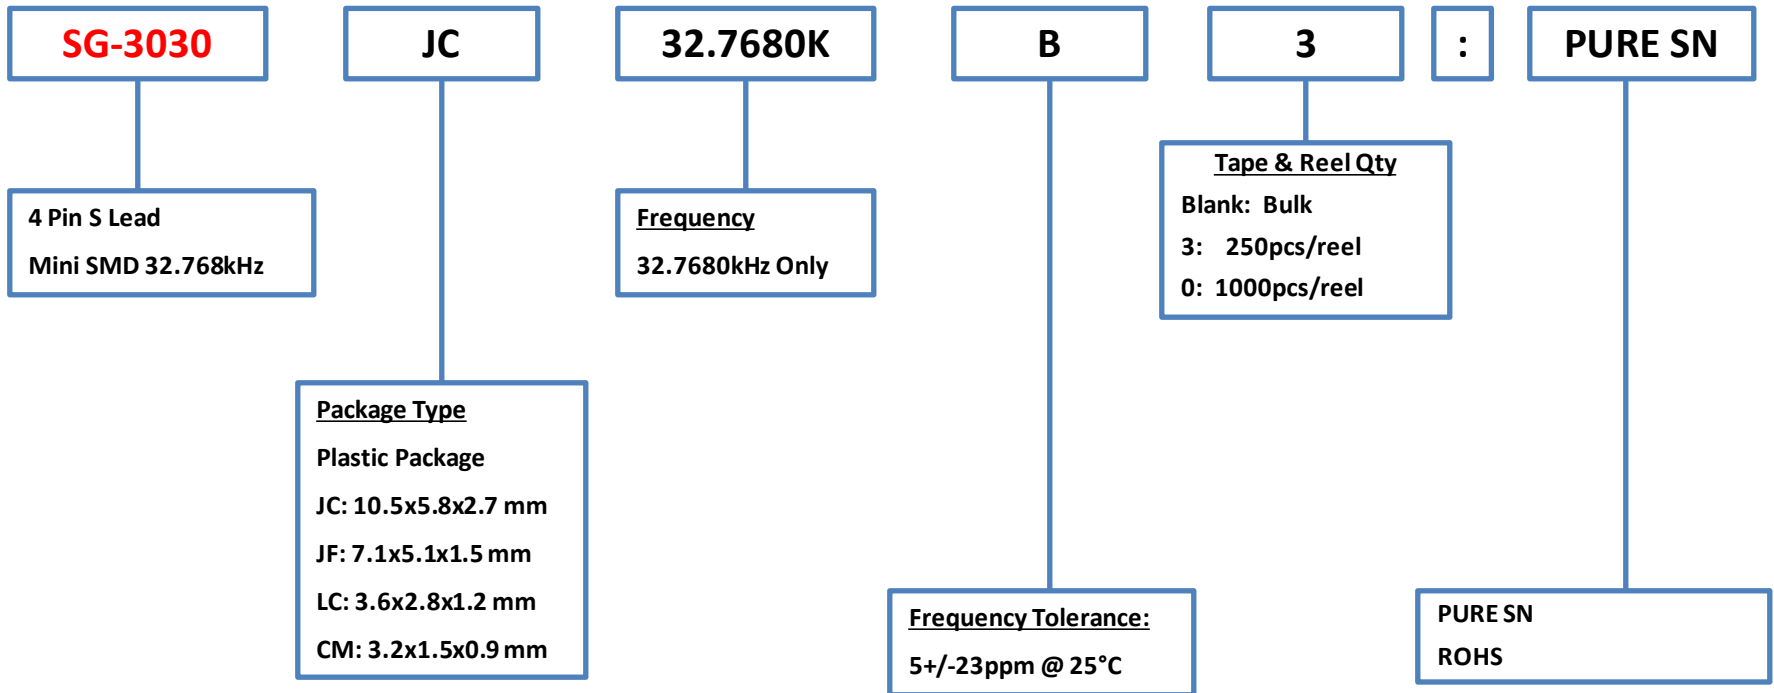 SG-3030 JC 32.7680K B 3 : PURE SN
4 Pin S Lead
Mini SMD 32.768kHz
Frequency
32.7680kHz Only
Tape & Reel Qty
Blank: Bulk
3: 250pcs/reel
0: 1000pcs/reel
Package Type
Plastic Package
JC: 10.5x5.8x2.7 mm
JF: 7.1x5.1x1.5 mm
LC: 3.6x2.8x1.2 mm
CM: 3.2x1.5x0.9 mm
Frequency Tolerance:
5+/-23ppm @ 25°C
PURE SN
ROHS